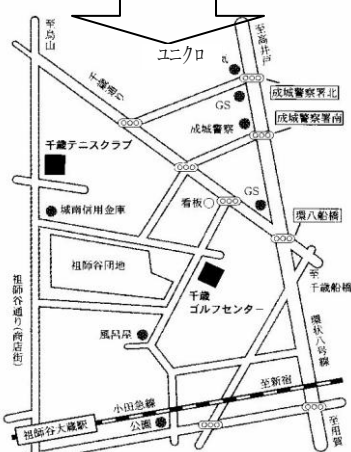 ユニクロ
至烏山
至高井戸
P
千歳通り
GS
成城警察署北
成城警察
成城警察署南
千歳テニスクラブ
看板
GS
城南信用金庫
環八船橋
祖師谷団地
至千歳船橋
千歳
ゴルフセンター
祖師谷通り(商店街)
環状八号線
風呂屋
至新宿
小田急線
公園
祖師谷大蔵駅
至用賀